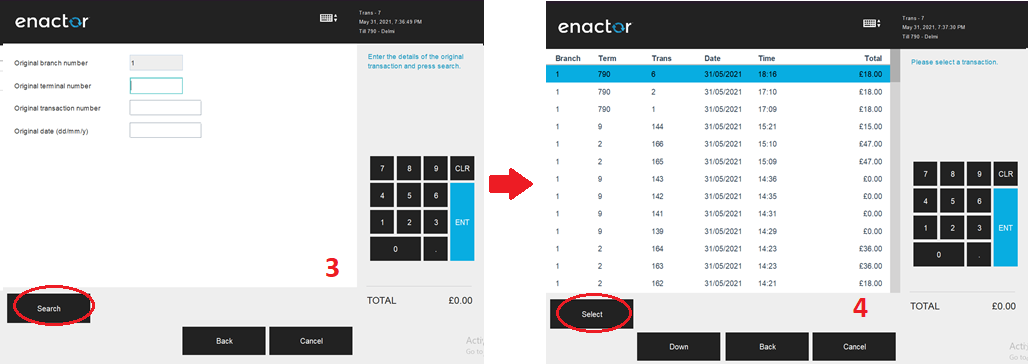 enactor
Trans - 7
May 31, 2021, 7:36:49 PM
Till 790 - Delmi
Original branch number 1
Original terminal number
Original transaction number
Original date (dd/mm/y)
Enter the details of the original
transaction and press search.
7 8 9 CLR
4 5 6
1 2 3 ENT
0 .
3
TOTAL £0.00
Search
Back Cancel
Go to
enactor
Trans - 7
May 31, 2021, 7:37:30 PM
Till 790 - Delmi
Branch Term Trans Date Time Total
1 790 6 31/05/2021 18:16 £18.00
1 790 2 31/05/2021 17:10 £18.00
1 790 1 31/05/2021 17:09 £18.00
1 9 144 31/05/2021 15:21 £15.00
1 2 166 31/05/2021 15:10 £47.00
1 2 165 31/05/2021 15:09 £47.00
1 9 143 31/05/2021 14:36 £0.00
1 9 142 31/05/2021 14:35 £0.00
1 9 141 31/05/2021 14:31 £0.00
1 9 139 31/05/2021 14:29 £0.00
1 2 164 31/05/2021 14:23 £36.00
1 2 163 31/05/2021 14:23 £36.00
1 2 162 31/05/2021 14:21 £18.00
Please select a transaction.
7 8 9 CLR
4 5 6
1 2 3 ENT
0 .
4
TOTAL £0.00
Select
Down Back Cancel